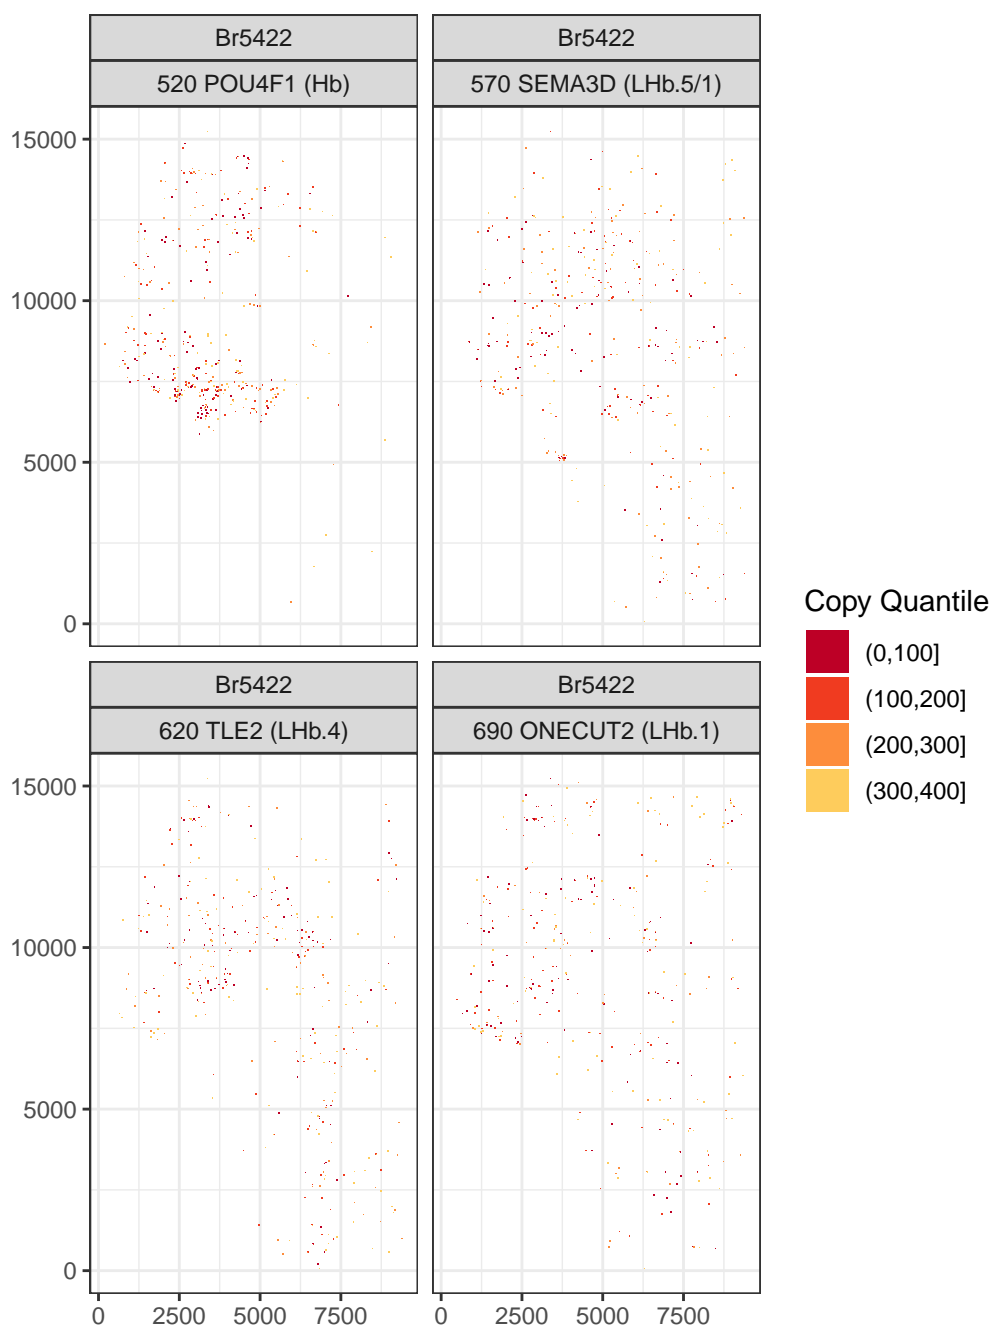 Br5422 Br5422
520 POU4F1 (Hb) 570 SEMA3D (LHb.5/1)
15000
10000
5000
0
Copy Quantile
(0,100]
(100,200]
(200,300]
(300,400]
Br5422 Br5422
620 TLE2 (LHb.4) 690 ONECUT2 (LHb.1)
15000
10000
5000
0
0 2500 5000 7500 0 2500 5000 7500